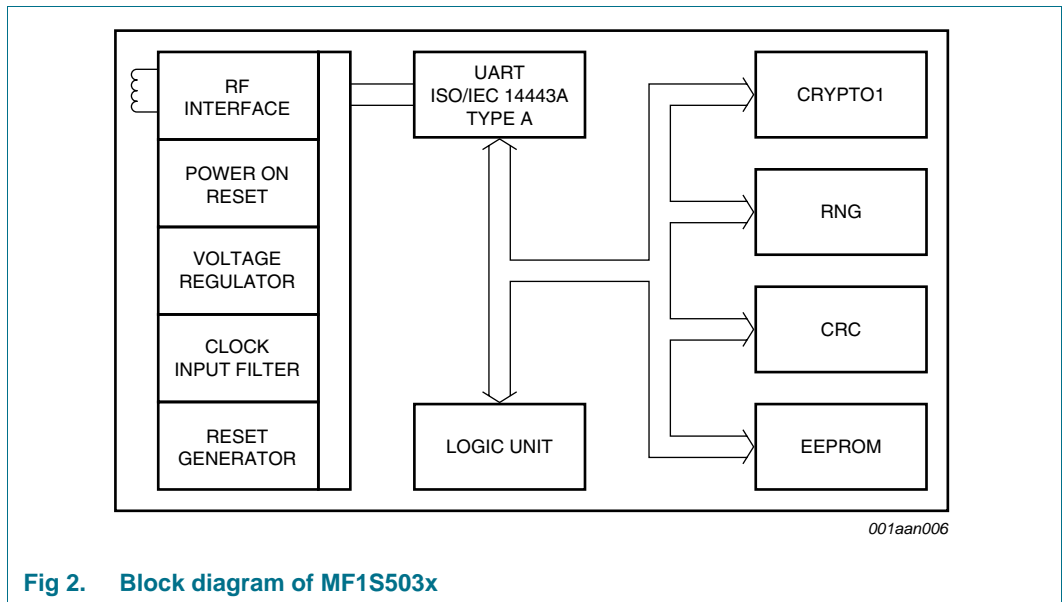 RF
INTERFACE
POWER ON
RESET
VOLTAGE
REGULATOR
CLOCK
INPUT FILTER
RESET
GENERATOR
UART
ISO/IEC 14443A
TYPE A
LOGIC UNIT
CRYPTO1
RNG
CRC
EEPROM
001aan006
Fig 2. Block diagram of MF1S503x